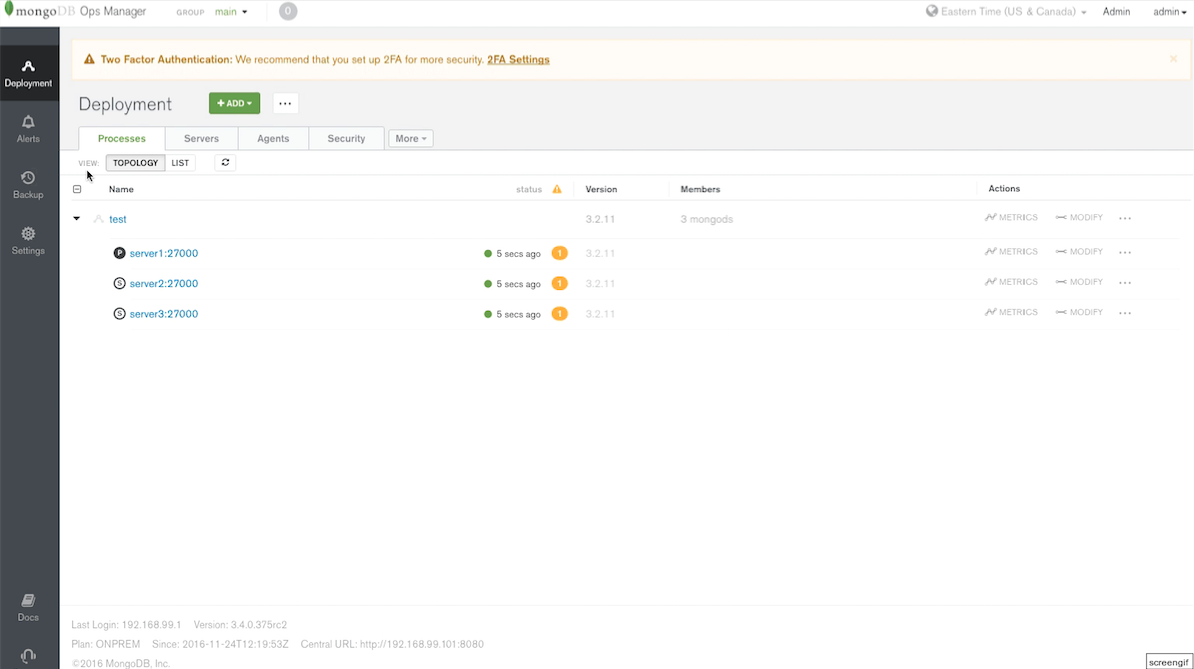 mongoDB Ops Manager GROUP main 0 Eastern Time (US & Canada) Admin admin
Two Factor Authentication: We recommend that you set up 2FA for more security. 2FA Settings ×
Deployment + ADD ...
Deployment
Processes Servers Agents Security More
Alerts
VIEW: TOPOLOGY LIST
Name status Version Members Actions
Backup
test 3.2.11 3 mongods METRICS MODIFY ...
Settings
P server1:27000 5 secs ago 1 3.2.11 METRICS MODIFY ...
S server2:27000 5 secs ago 1 3.2.11 METRICS MODIFY ...
S server3:27000 5 secs ago 1 3.2.11 METRICS MODIFY ...
Docs
Last Login: 192.168.99.1 Version: 3.4.0.375rc2
Plan: ONPREM Since: 2016-11-24T12:19:53Z Central URL: http://192.168.99.101:8080
©2016 MongoDB, Inc.
screengif